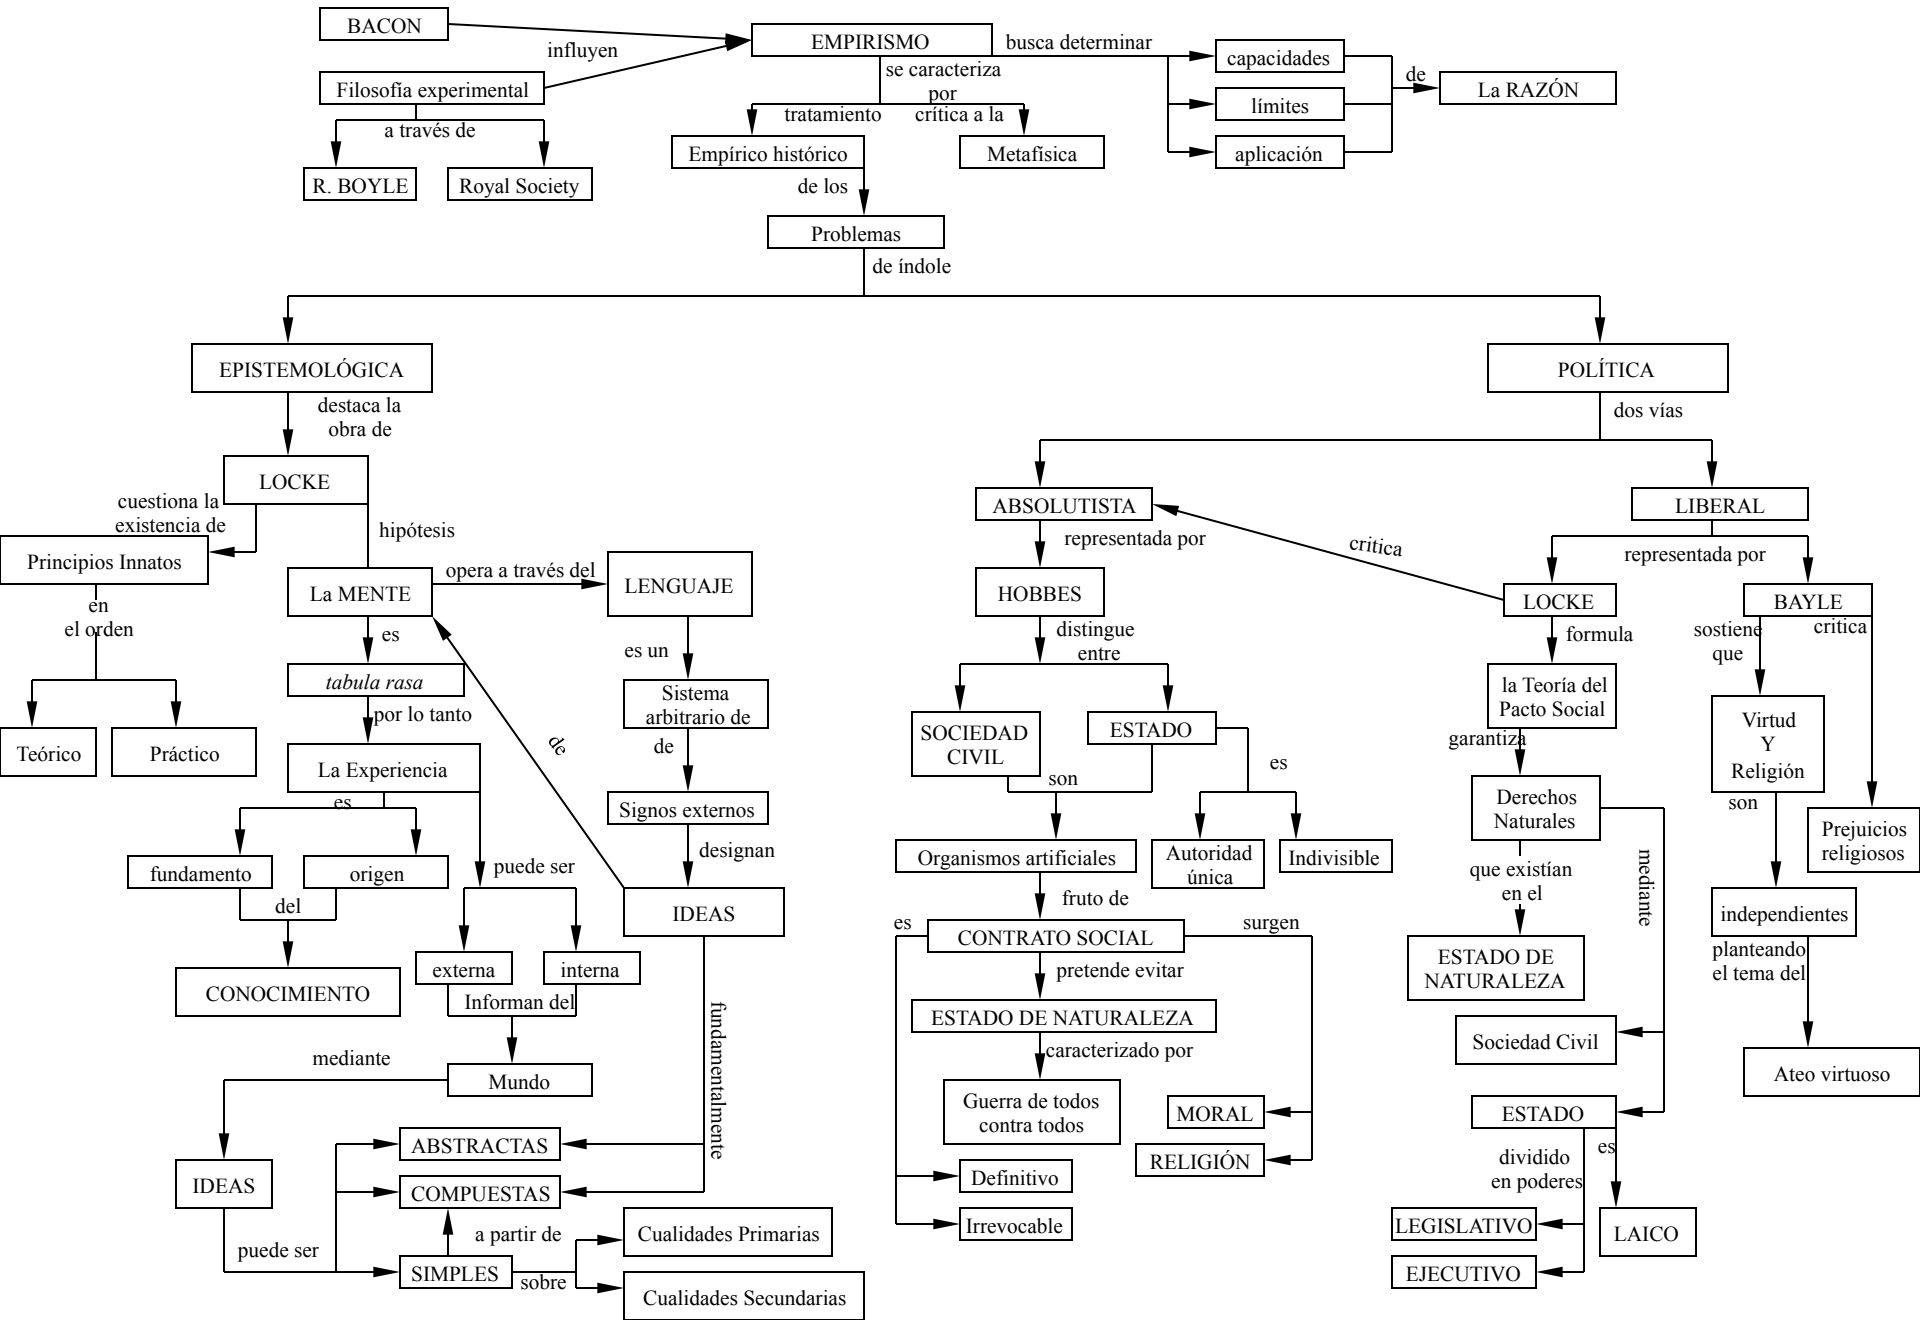 BACON
influyen
EMPIRISMO
busca determinar
capacidades
límites
aplicación
de
La RAZÓN
Filosofía experimental
a través de
R. BOYLE
Royal Society
se caracteriza
por
tratamiento
crítica a la
Empírico histórico
Metafísica
de los
Problemas
de índole
EPISTEMOLÓGICA
destaca la
obra de
LOCKE
cuestiona la
existencia de
Principios Innatos
en
el orden
Teórico
Práctico
hipótesis
La MENTE
opera a través del
LENGUAJE
es
tabula rasa
por lo tanto
La Experiencia
es
fundamento
origen
del
CONOCIMIENTO
puede ser
externa
interna
Informan del
Mundo
mediante
IDEAS
puede ser
ABSTRACTAS
COMPUESTAS
a partir de
SIMPLES
sobre
Cualidades Primarias
Cualidades Secundarias
es un
Sistema
arbitrario de
de
Signos externos
designan
IDEAS
de
fundamentalmente
POLÍTICA
dos vías
ABSOLUTISTA
representada por
HOBBES
distingue
entre
SOCIEDAD
CIVIL
ESTADO
son
es
Organismos artificiales
Autoridad
única
Indivisible
fruto de
es
CONTRATO SOCIAL
surgen
pretende evitar
ESTADO DE NATURALEZA
caracterizado por
Guerra de todos
contra todos
MORAL
RELIGIÓN
Definitivo
Irrevocable
LIBERAL
representada por
critica
LOCKE
formula
la Teoría del
Pacto Social
garantiza
Derechos
Naturales
que existían
en el
ESTADO DE
NATURALEZA
mediante
Sociedad Civil
ESTADO
dividido
en poderes
es
LEGISLATIVO
EJECUTIVO
LAICO
BAYLE
sostiene
que
critica
Virtud
Y
Religión
son
Prejuicios
religiosos
independientes
planteando
el tema del
Ateo virtuoso